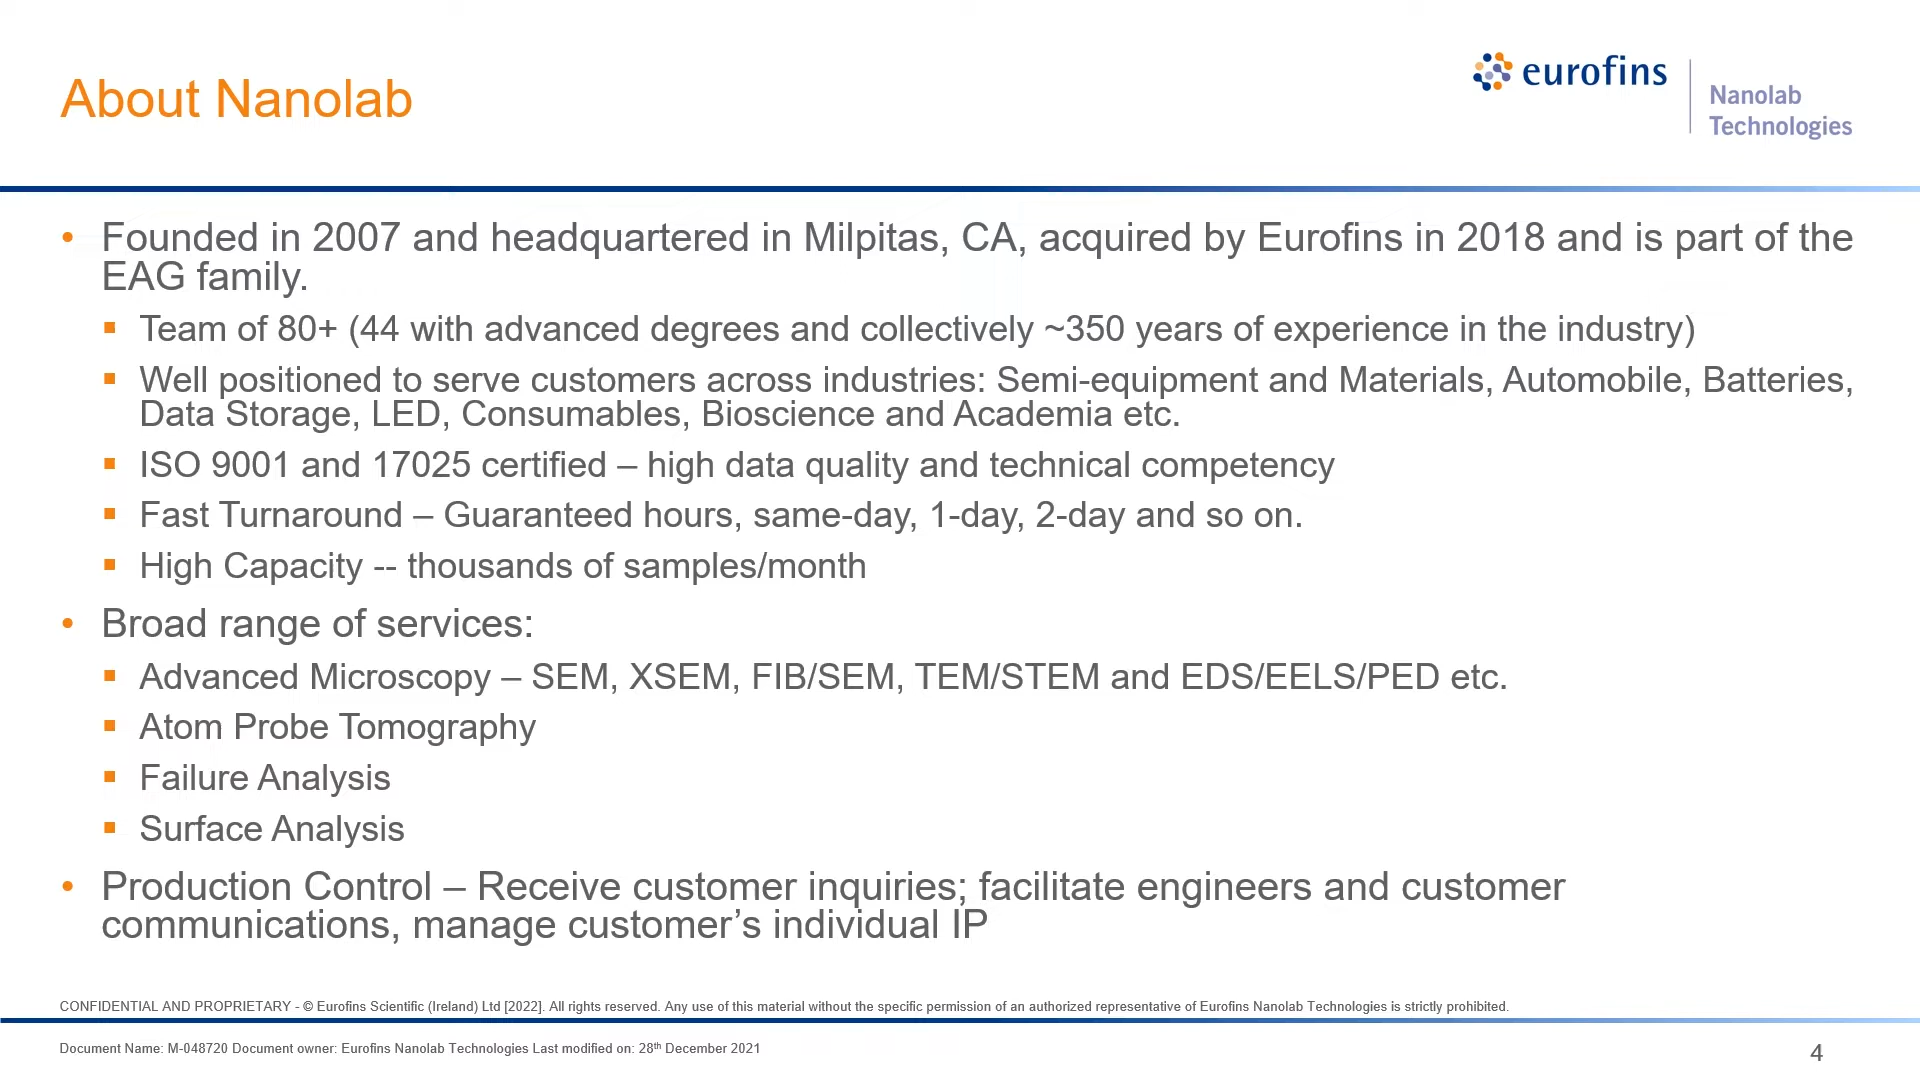 About Nanolab
eurofins
Nanolab
Technologies
• Founded in 2007 and headquartered in Milpitas, CA, acquired by Eurofins in 2018 and is part of the
EAG family.
▪ Team of 80+ (44 with advanced degrees and collectively ~350 years of experience in the industry)
▪ Well positioned to serve customers across industries: Semi-equipment and Materials, Automobile, Batteries,
Data Storage, LED, Consumables, Bioscience and Academia etc.
▪ ISO 9001 and 17025 certified – high data quality and technical competency
▪ Fast Turnaround – Guaranteed hours, same-day, 1-day, 2-day and so on.
▪ High Capacity -- thousands of samples/month
• Broad range of services:
▪ Advanced Microscopy – SEM, XSEM, FIB/SEM, TEM/STEM and EDS/EELS/PED etc.
▪ Atom Probe Tomography
▪ Failure Analysis
▪ Surface Analysis
• Production Control – Receive customer inquiries; facilitate engineers and customer
communications, manage customer’s individual IP
CONFIDENTIAL AND PROPRIETARY - © Eurofins Scientific (Ireland) Ltd [2022]. All rights reserved. Any use of this material without the specific permission of an authorized representative of Eurofins Nanolab Technologies is strictly prohibited.
Document Name: M-048720 Document owner: Eurofins Nanolab Technologies Last modified on: 28th December 2021
4